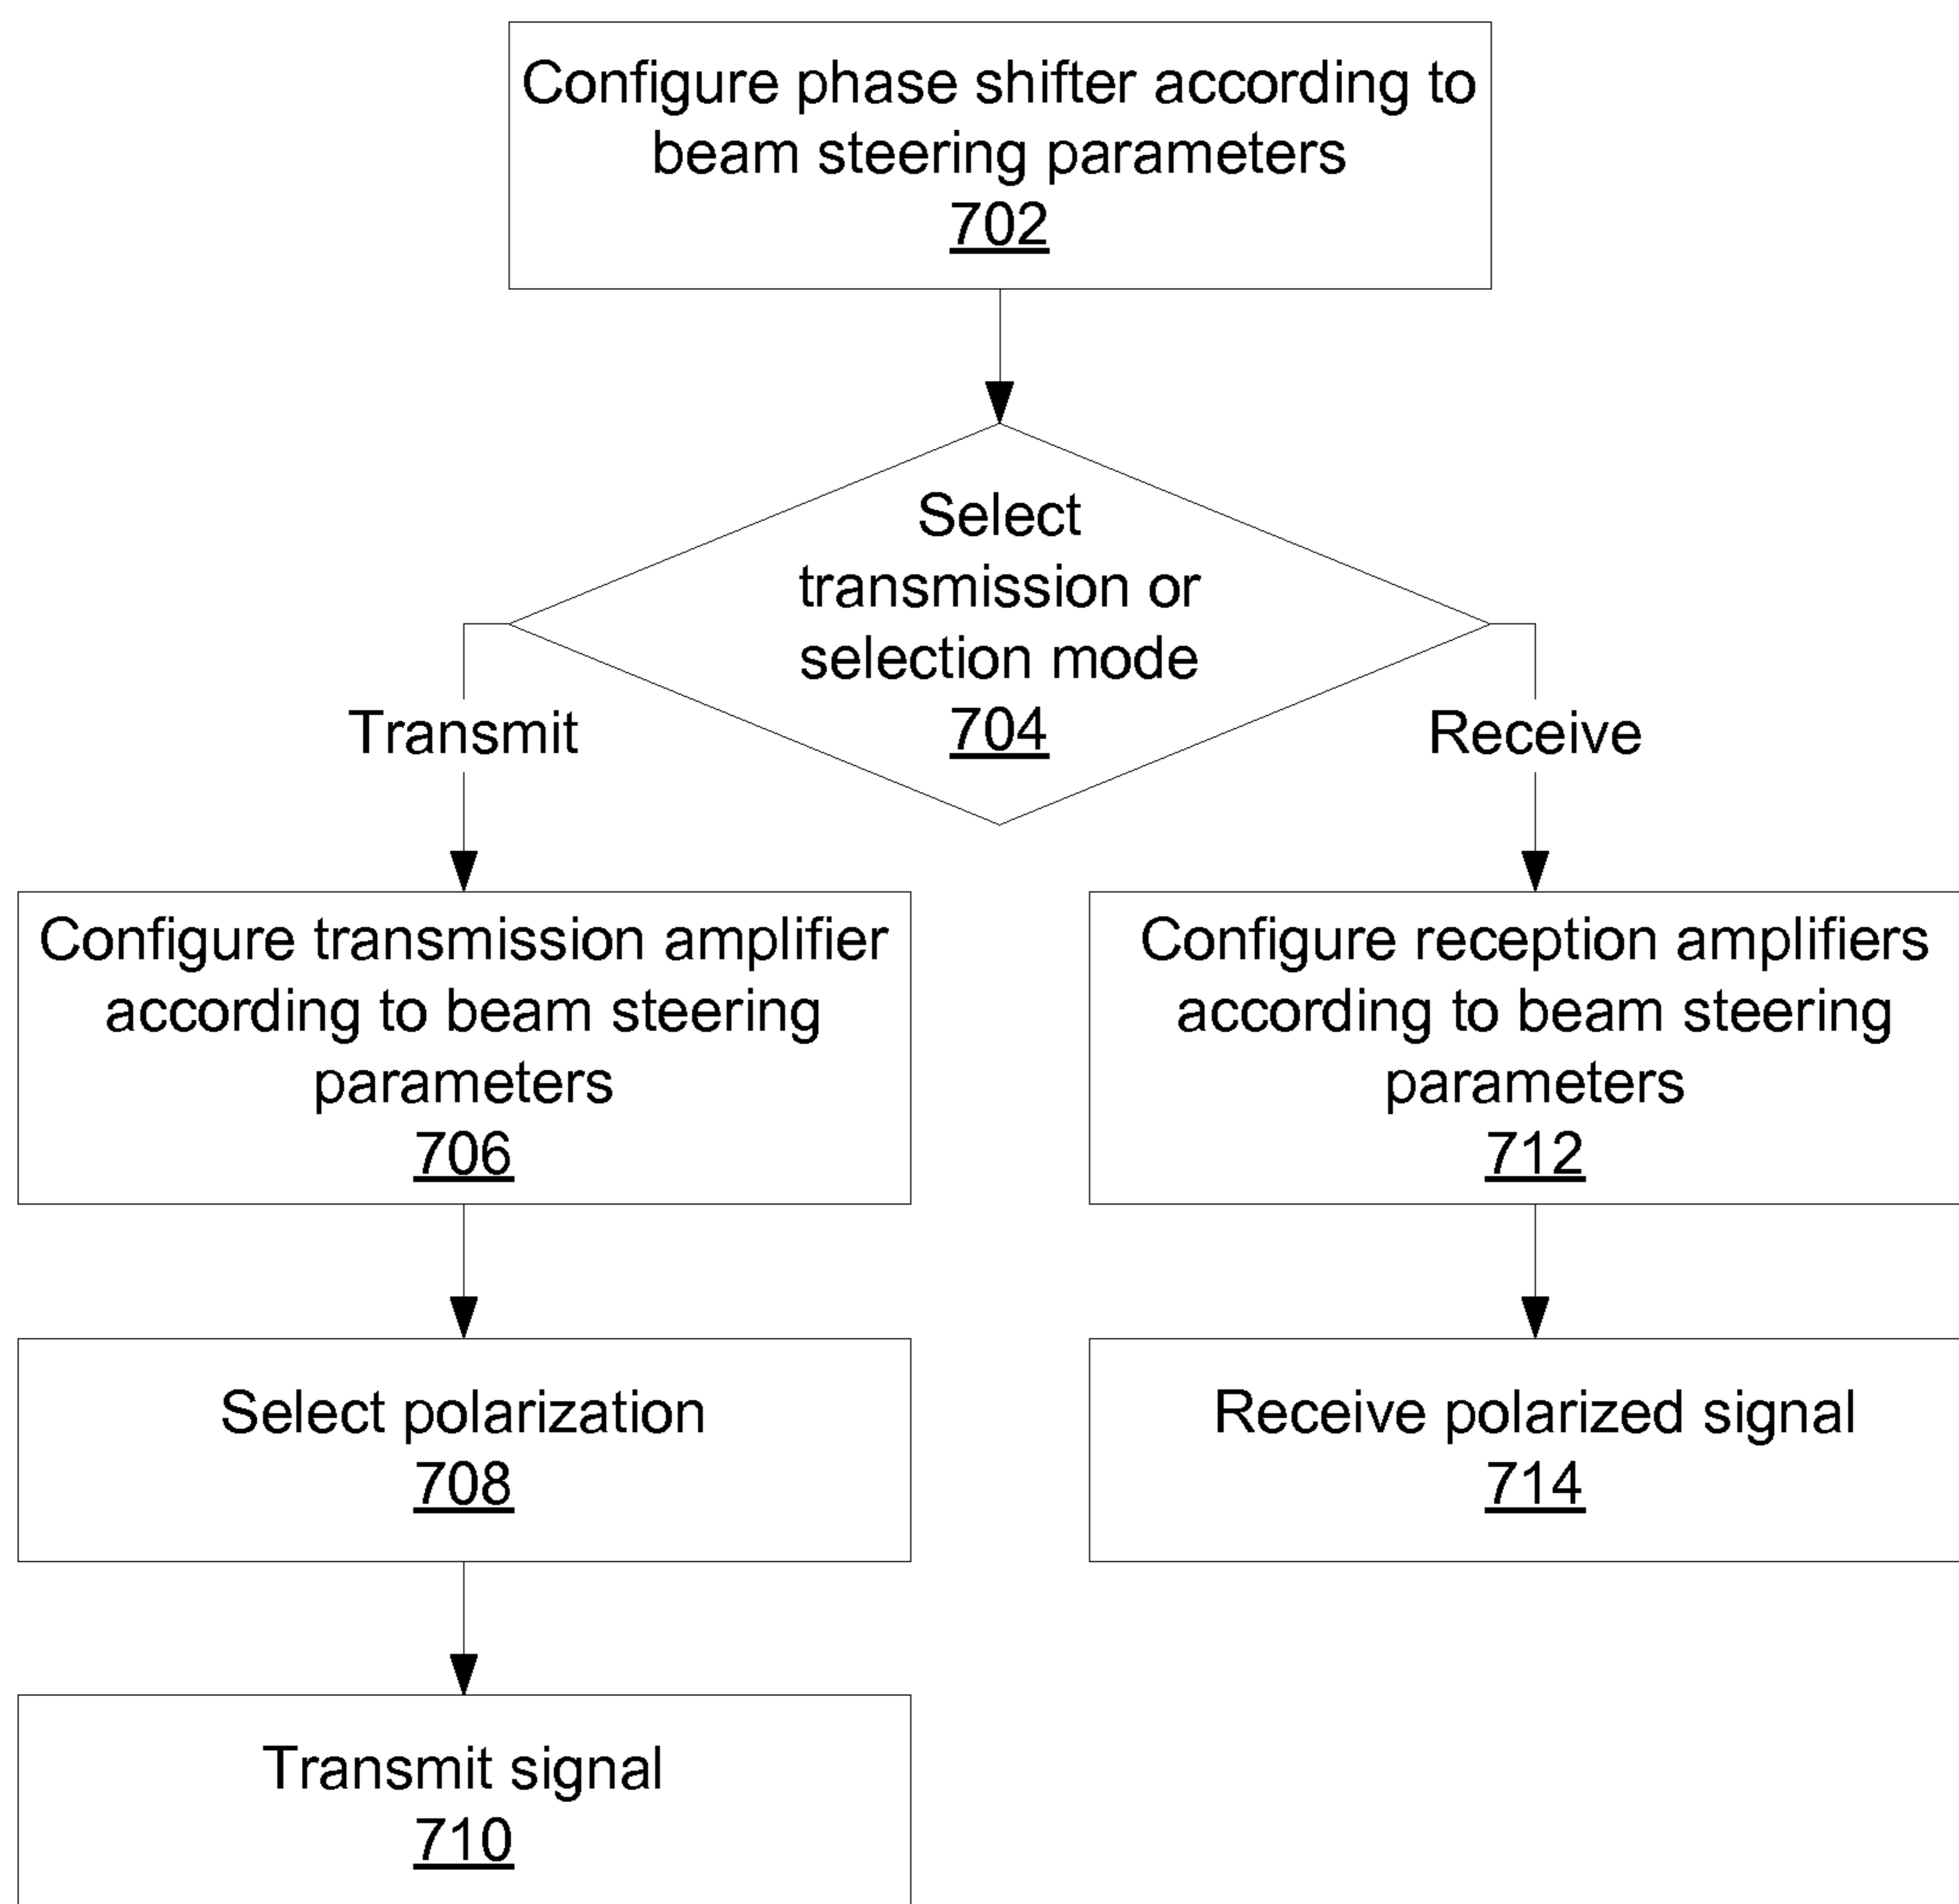 Configure phase shifter according to
beam steering parameters
702
Select
transmission or
selection mode
704
Transmit
Receive
Configure transmission amplifier
according to beam steering
parameters
706
Configure reception amplifiers
according to beam steering
parameters
712
Select polarization
708
Receive polarized signal
714
Transmit signal
710